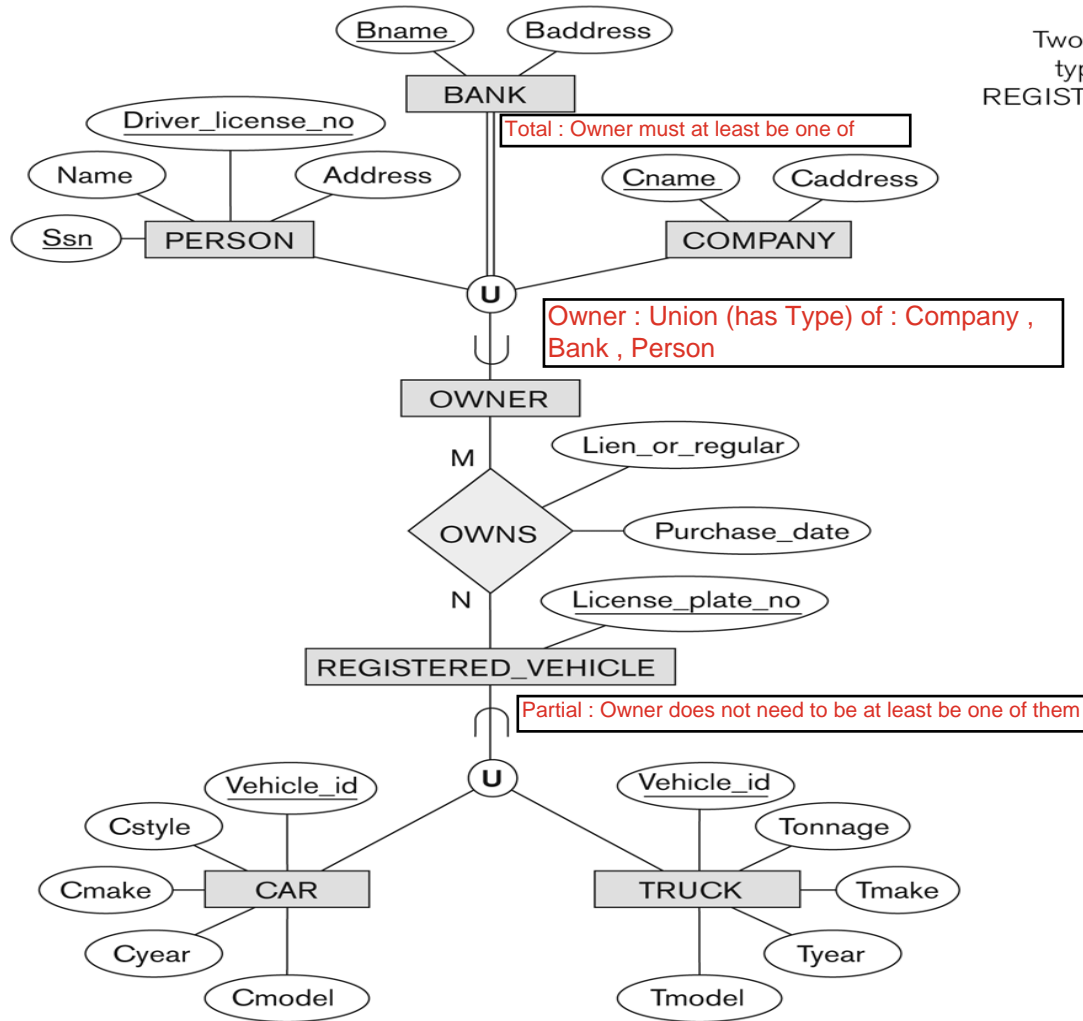 Bname
Baddress
Two
typ
REGIST
BANK
Total : Owner must at least be one of
Driver_license_no
Name
Address
Cname
Caddress
Ssn
PERSON
COMPANY
U
Owner : Union (has Type) of : Company ,
Bank , Person
OWNER
M
Lien_or_regular
OWNS
Purchase_date
N
License_plate_no
REGISTERED_VEHICLE
Partial : Owner does not need to be at least be one of them
U
Vehicle_id
Vehicle_id
Cstyle
Tonnage
Cmake
CAR
TRUCK
Tmake
Cyear
Tyear
Cmodel
Tmodel